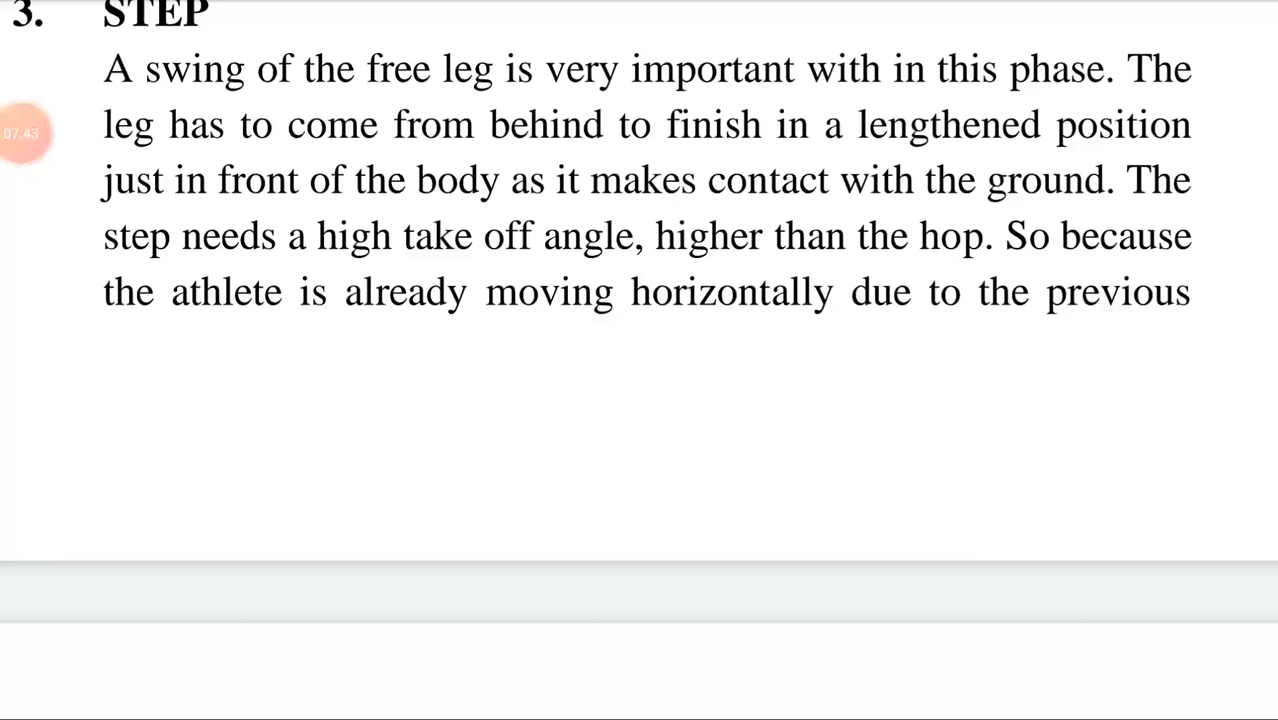 3. STEP
A swing of the free leg is very important with in this phase. The
leg has to come from behind to finish in a lengthened position
just in front of the body as it makes contact with the ground. The
step needs a high take off angle, higher than the hop. So because
the athlete is already moving horizontally due to the previous
07:43